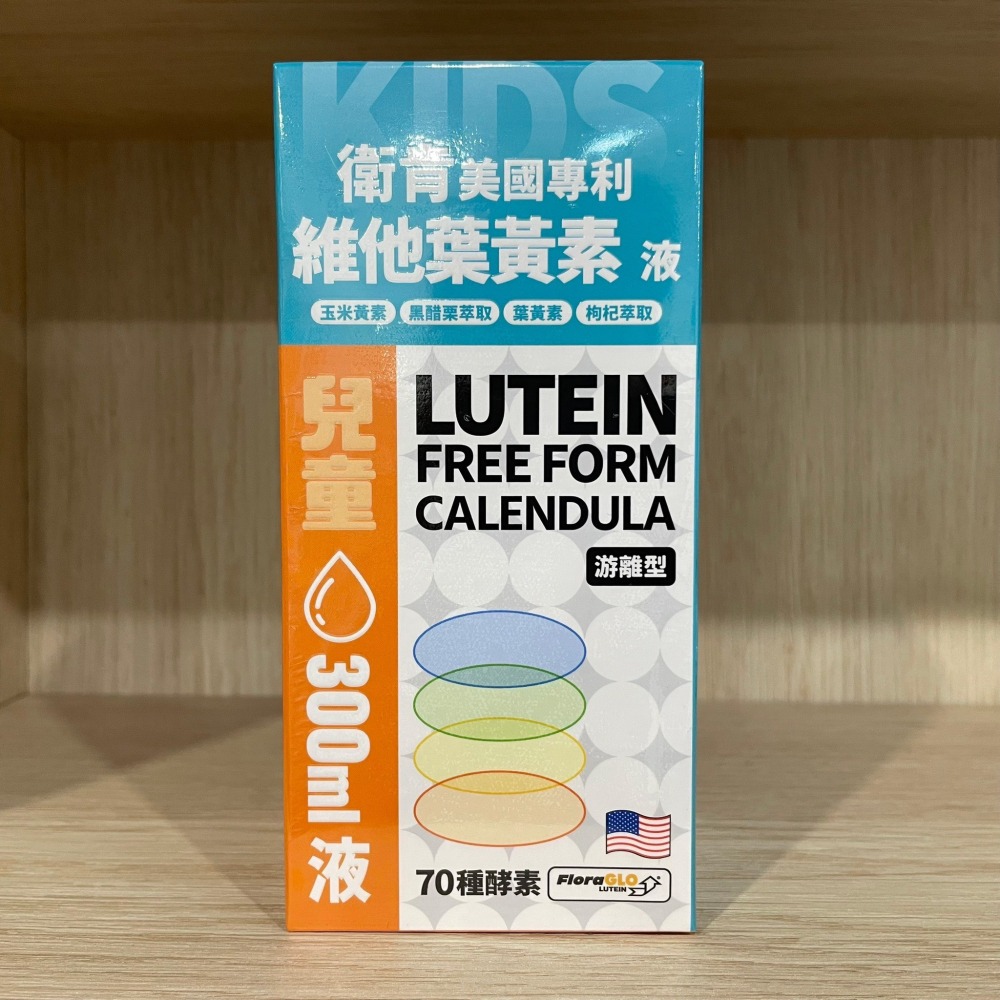 KIDS
衛肯美國專利
維他葉黃素 液
玉米黃素 黑醋栗萃取 葉黃素 枸杞萃取
兒童
300ml
液
LUTEIN
FREE FORM
CALENDULA
游離型
70種酵素
FloraGLO
LUTEIN